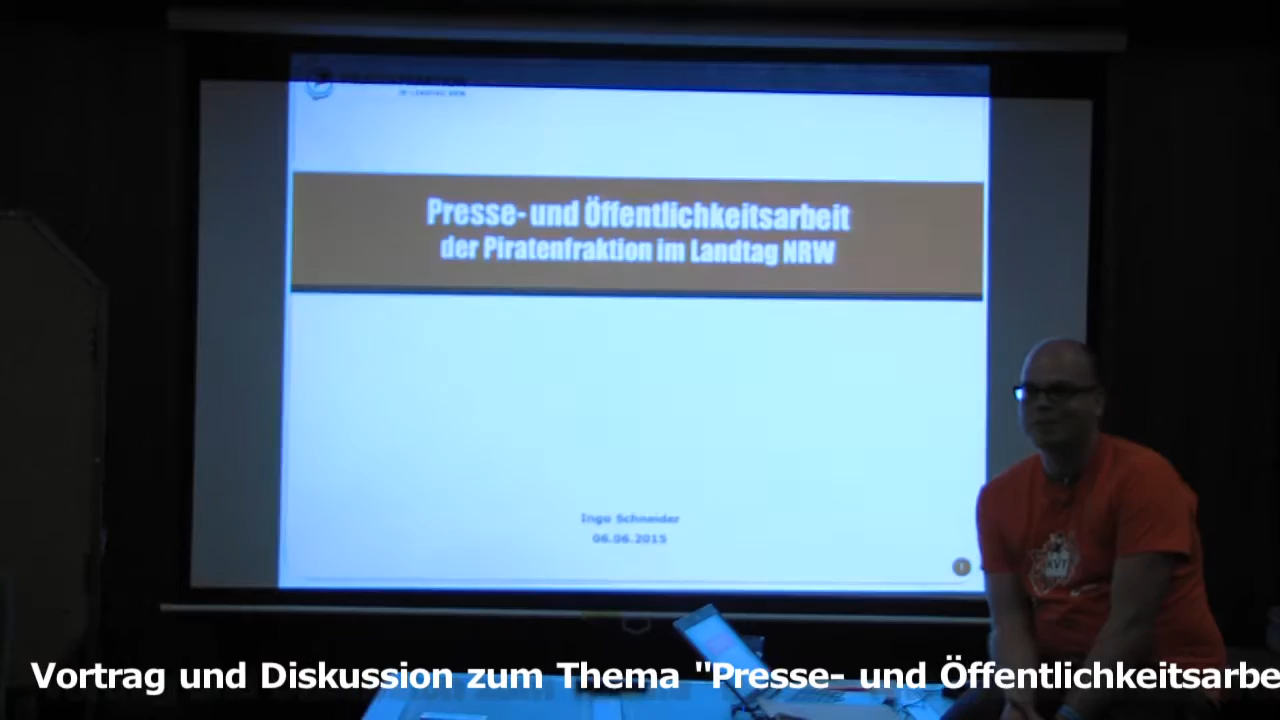 Presse- und Öffentlichkeitsarbeit
der Piratenfraktion im Landtag NRW
Ingo Schneider
06.06.2015
Vortrag und Diskussion zum Thema "Presse- und Öffentlichkeitsarbe